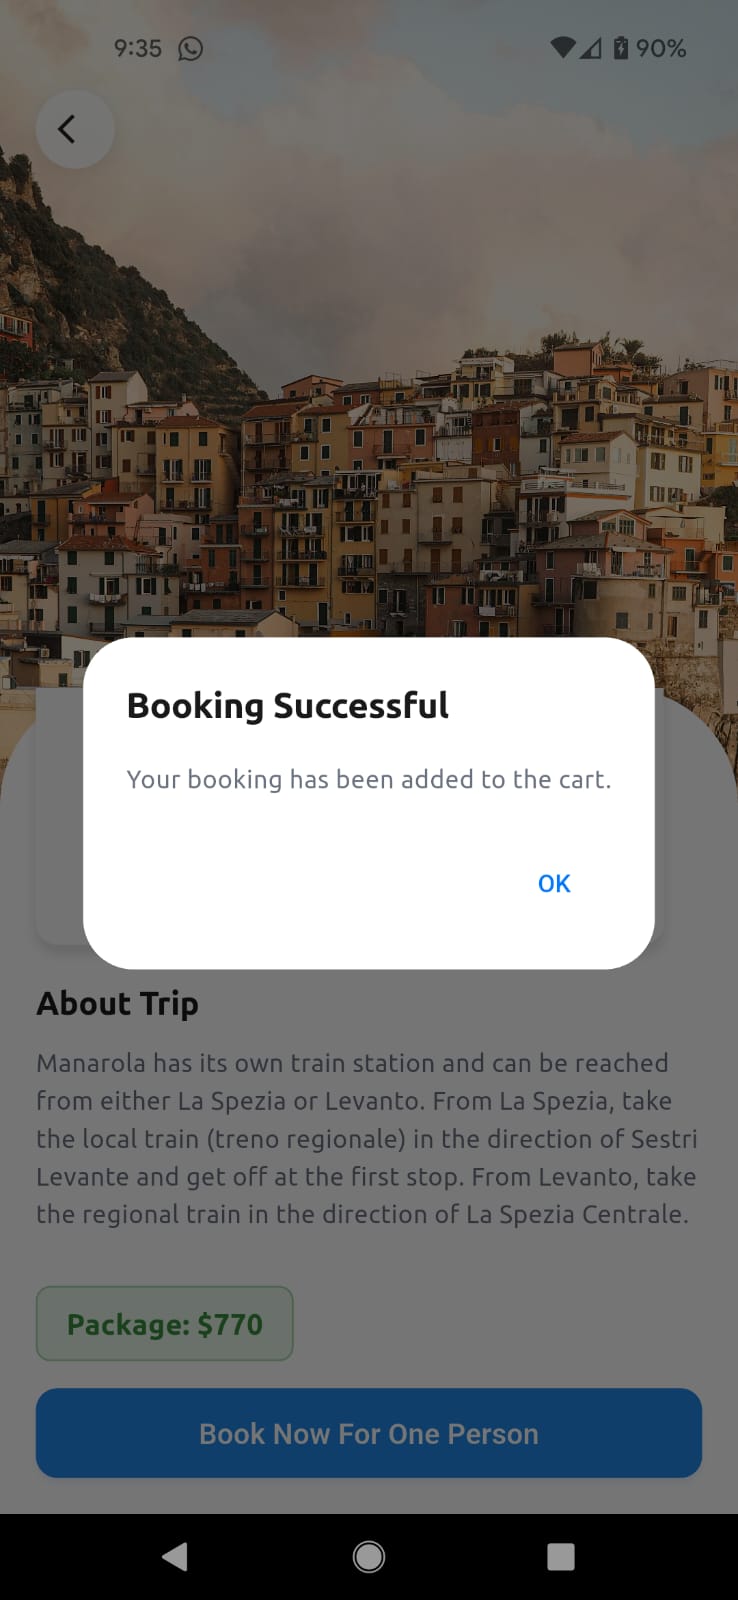 9:35
90%
Booking Successful
Your booking has been added to the cart.
OK
About Trip
Manarola has its own train station and can be reached
from either La Spezia or Levanto. From La Spezia, take
the local train (treno regionale) in the direction of Sestri
Levante and get off at the first stop. From Levanto, take
the regional train in the direction of La Spezia Centrale.
Package: $770
Book Now For One Person